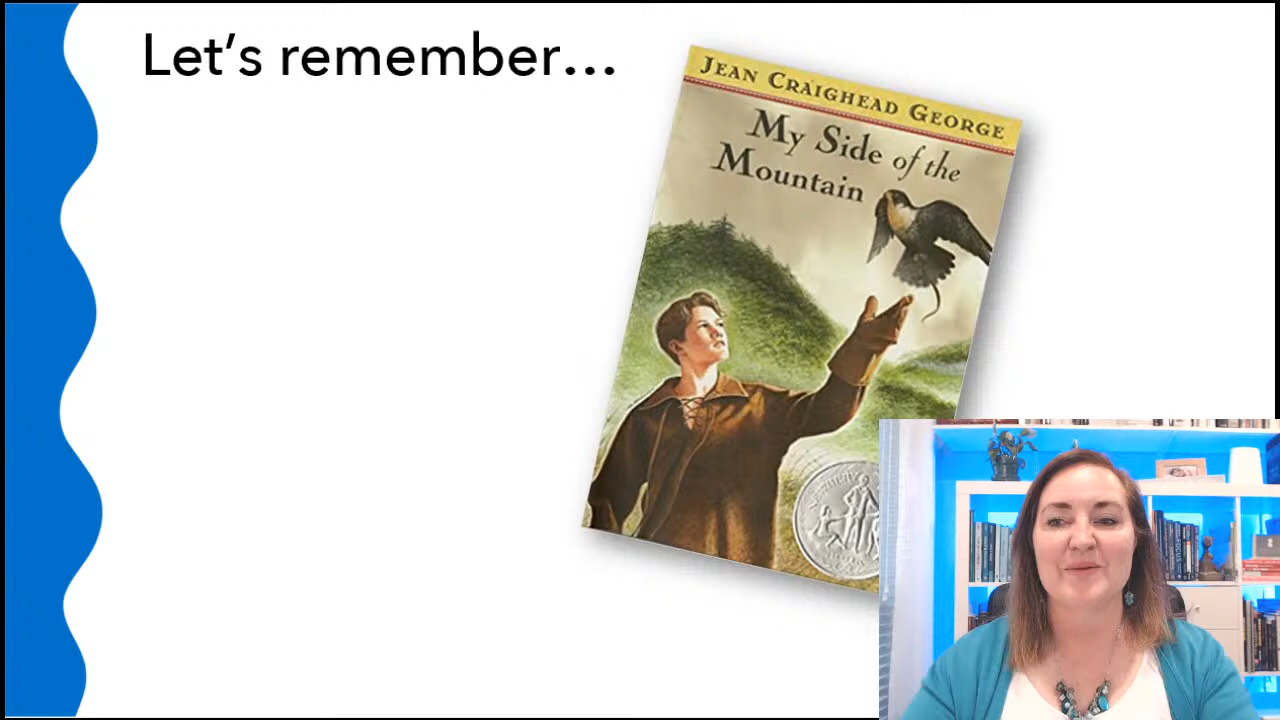 Let's remember...
JEAN CRAIGHEAD GEORGE
My Side of the
Mountain